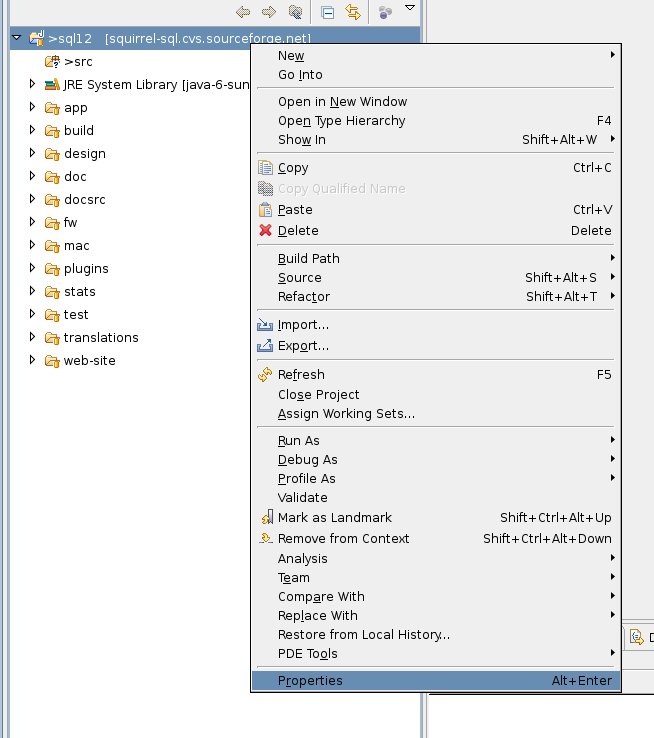 >sql12 [squirrel-sql.cvs.sourceforge.net]
>src
JRE System Library [java-6-sun
app
build
design
doc
docsrc
fw
mac
plugins
stats
test
translations
web-site
New
Go Into
Open in New Window
Open Type Hierarchy F4
Show In Shift+Alt+W
Copy Ctrl+C
Copy Qualified Name
Paste Ctrl+V
Delete Delete
Build Path
Source Shift+Alt+S
Refactor Shift+Alt+T
Import...
Export...
Refresh F5
Close Project
Assign Working Sets...
Run As
Debug As
Profile As
Validate
Mark as Landmark Shift+Ctrl+Alt+Up
Remove from Context Shift+Ctrl+Alt+Down
Analysis
Team
Compare With
Replace With
Restore from Local History...
PDE Tools
Properties Alt+Enter